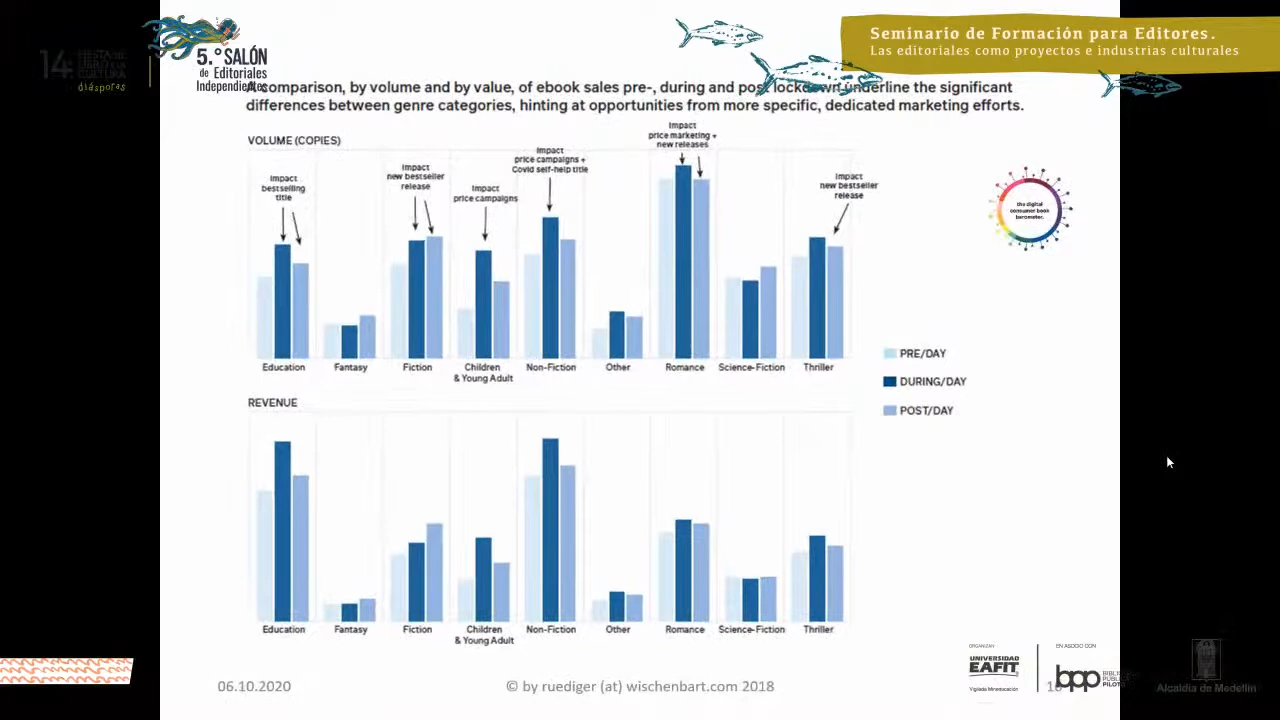 14
FIESTA DEL
LIBRO Y LA
CULTURA
diásporas
5.° SALÓN
de Editoriales
Independientes
Seminario de Formación para Editores.
Las editoriales como proyectos e industrias culturales
A comparison, by volume and by value, of ebook sales pre-, during and post lockdown underline the significant
differences between genre categories, hinting at opportunities from more specific, dedicated marketing efforts.
VOLUME (COPIES)
Impact
bestselling
title
Impact
new bestseller
release
Impact
price campaigns
Impact
price campaigns +
Covid self-help title
Impact
price marketing +
new releases
Impact
new bestseller
release
the digital
consumer book
barometer.
Education Fantasy Fiction Children & Young Adult Non-Fiction Other Romance Science-Fiction Thriller
PRE/DAY
DURING/DAY
POST/DAY
REVENUE
Education Fantasy Fiction Children & Young Adult Non-Fiction Other Romance Science-Fiction Thriller
06.10.2020
© by ruediger (at) wischenbart.com 2018
ORGANIZAN
UNIVERSIDAD
EAFIT
Vigilada Mineducación
EN ASOCIO CON
bpp
PILOTO
Alcaldía de Medellín